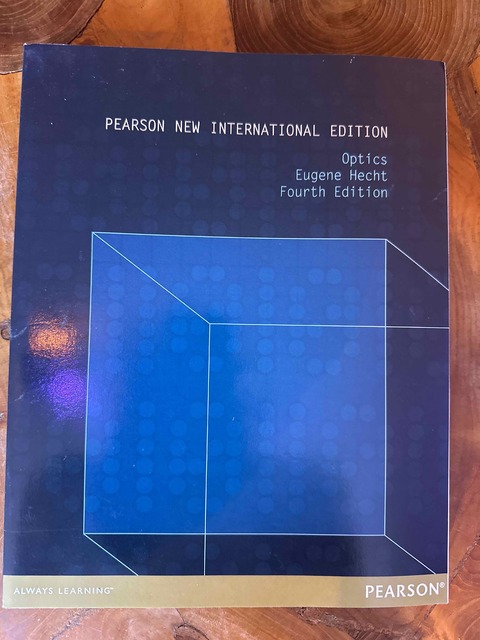 PEARSON NEW INTERNATIONAL EDITION
Optics
Eugene Hecht
Fourth Edition
ALWAYS LEARNING™
PEARSON®